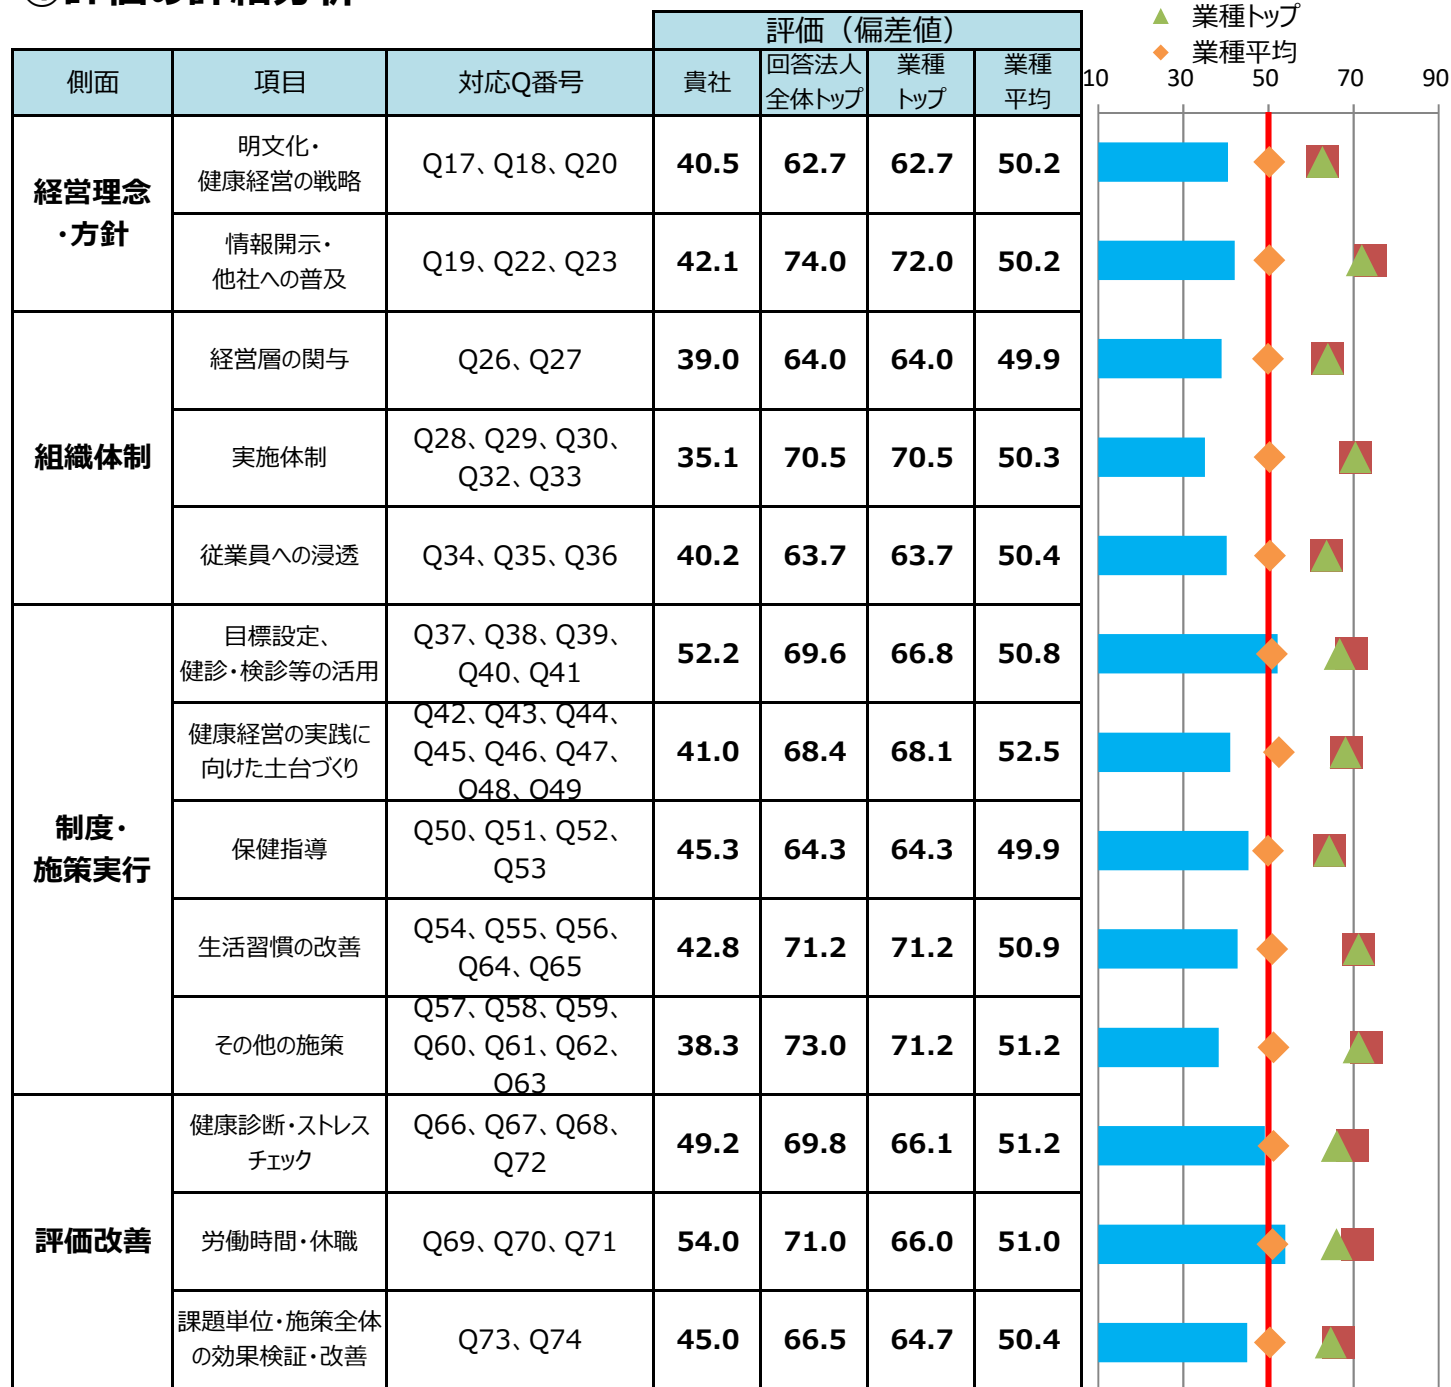 ①評価の詳細分析
▲ 業種トップ
◆ 業種平均
評価（偏差値）
側面 項目 対応Q番号 貴社 回答法人全体トップ 業種トップ 業種平均
10 30 50 70 90
経営理念・方針
明文化・健康経営の戦略 Q17、Q18、Q20 40.5 62.7 62.7 50.2
情報開示・他社への普及 Q19、Q22、Q23 42.1 74.0 72.0 50.2
組織体制
経営層の関与 Q26、Q27 39.0 64.0 64.0 49.9
実施体制 Q28、Q29、Q30、Q32、Q33 35.1 70.5 70.5 50.3
従業員への浸透 Q34、Q35、Q36 40.2 63.7 63.7 50.4
制度・施策実行
目標設定、健診・検診等の活用 Q37、Q38、Q39、Q40、Q41 52.2 69.6 66.8 50.8
健康経営の実践に向けた土台づくり Q42、Q43、Q44、Q45、Q46、Q47、Q48、Q49 41.0 68.4 68.1 52.5
保健指導 Q50、Q51、Q52、Q53 45.3 64.3 64.3 49.9
生活習慣の改善 Q54、Q55、Q56、Q64、Q65 42.8 71.2 71.2 50.9
その他の施策 Q57、Q58、Q59、Q60、Q61、Q62、Q63 38.3 73.0 71.2 51.2
評価改善
健康診断・ストレスチェック Q66、Q67、Q68、Q72 49.2 69.8 66.1 51.2
労働時間・休職 Q69、Q70、Q71 54.0 71.0 66.0 51.0
課題単位・施策全体の効果検証・改善 Q73、Q74 45.0 66.5 64.7 50.4